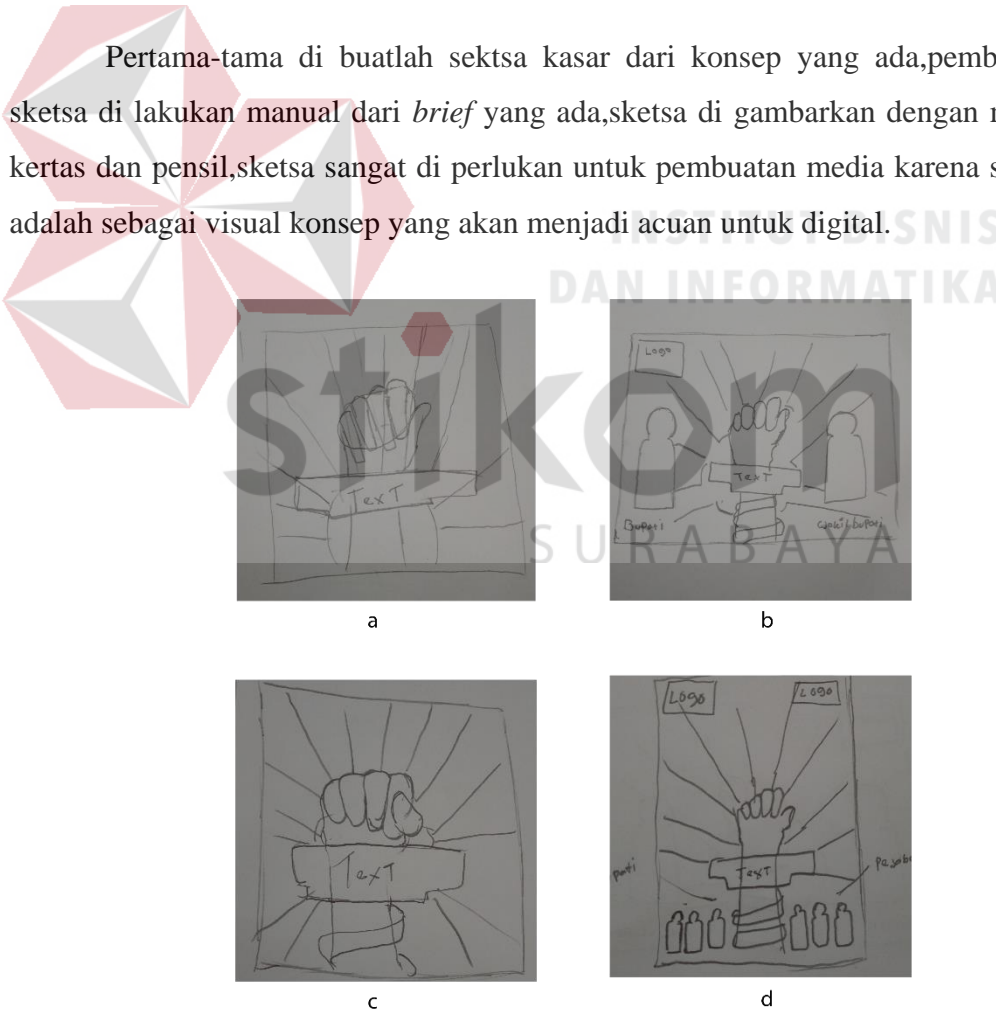 Pertama-tama di buatlah sektsa kasar dari konsep yang ada,pemb
sketsa di lakukan manual dari brief yang ada,sketsa di gambarkan dengan
kertas dan pensil,sketsa sangat di perlukan untuk pembuatan media karena s
adalah sebagai visual konsep yang akan menjadi acuan untuk digital.
INSTITUT BISNIS
DAN INFORMATIKA
stikom
SURABAYA
TexT
a
Logo
TexT
Bupati
wakil bupati
b
TexT
c
Logo
Logo
TexT
pati
d